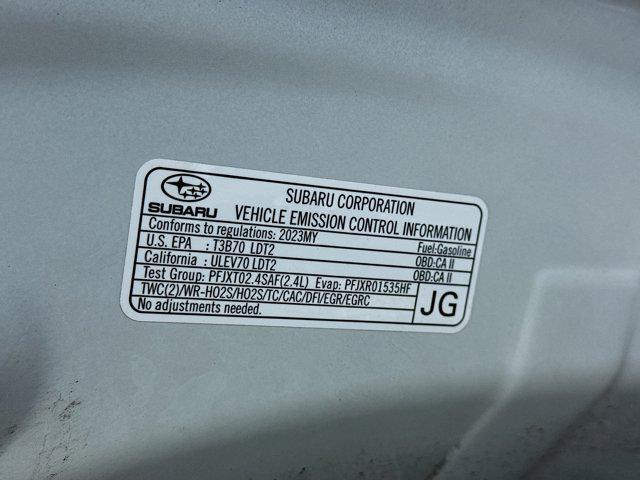 SUBARU CORPORATION
SUBARU
VEHICLE EMISSION CONTROL INFORMATION
Conforms to regulations: 2023MY Fuel:Gasoline
U.S. EPA : T3B70 LDT2 OBD:CA II
California : ULEV70 LDT2 OBD:CA II
Test Group: PFJXT02.4SAF(2.4L) Evap: PFJXR01535HF
TWC(2)/WR-HO2S/HO2S/TC/CAC/DFI/EGR/EGRC
No adjustments needed.
JG